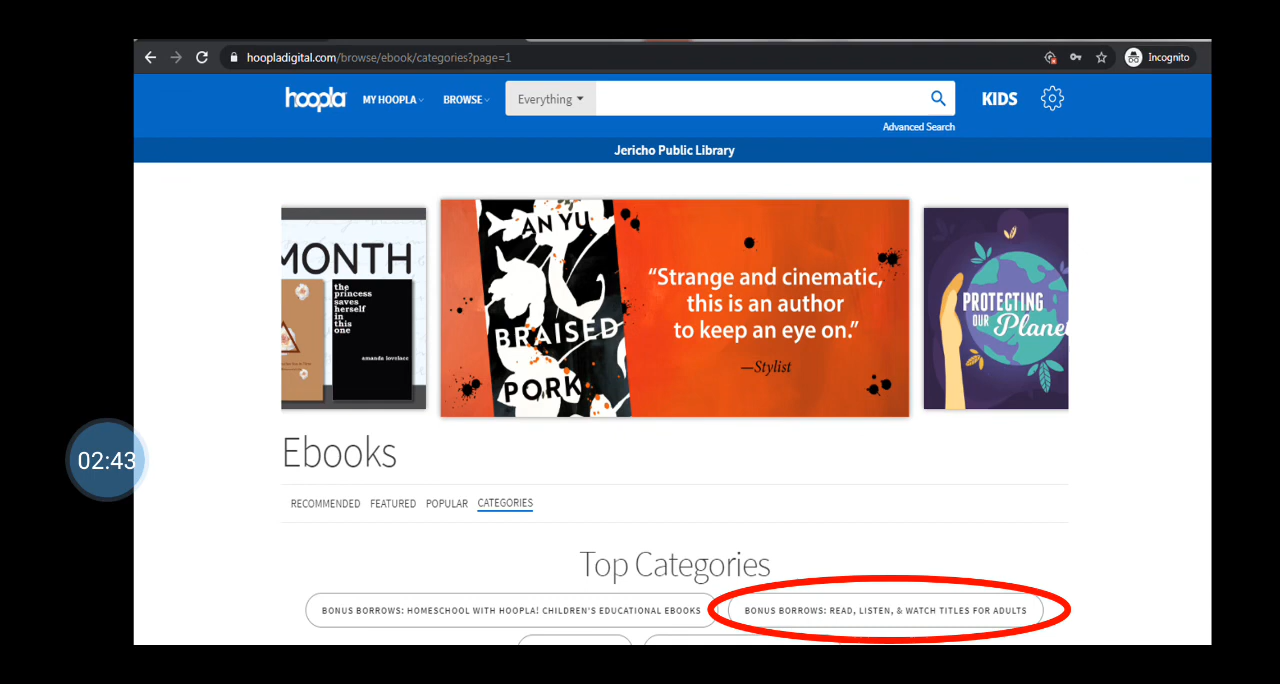 hoopladigital.com/browse/ebook/categories?page=1
Incognito
hoopla
MY HOOPLA
BROWSE
Everything
KIDS
Advanced Search
Jericho Public Library
MONTH
the
princess
saves
herself
in
this
one
amanda lovelace
AN YU
BRAISED
PORK
“Strange and cinematic,
this is an author
to keep an eye on.”
—Stylist
PROTECTING
OUR Planet
02:43
Ebooks
RECOMMENDED FEATURED POPULAR CATEGORIES
Top Categories
BONUS BORROWS: HOMESCHOOL WITH HOOPLA! CHILDREN'S EDUCATIONAL EBOOKS
BONUS BORROWS: READ, LISTEN, & WATCH TITLES FOR ADULTS